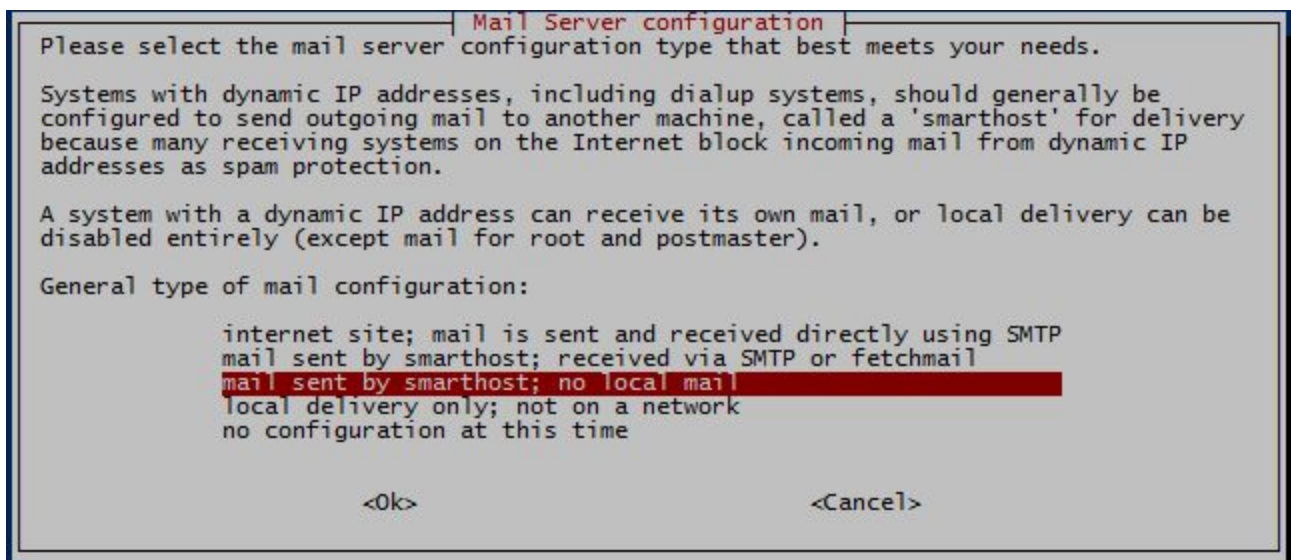 Mail Server configuration
Please select the mail server configuration type that best meets your needs.
Systems with dynamic IP addresses, including dialup systems, should generally be
configured to send outgoing mail to another machine, called a 'smarthost' for delivery
because many receiving systems on the Internet block incoming mail from dynamic IP
addresses as spam protection.
A system with a dynamic IP address can receive its own mail, or local delivery can be
disabled entirely (except mail for root and postmaster).
General type of mail configuration:
internet site; mail is sent and received directly using SMTP
mail sent by smarthost; received via SMTP or fetchmail
mail sent by smarthost; no local mail
local delivery only; not on a network
no configuration at this time
<Ok> <Cancel>